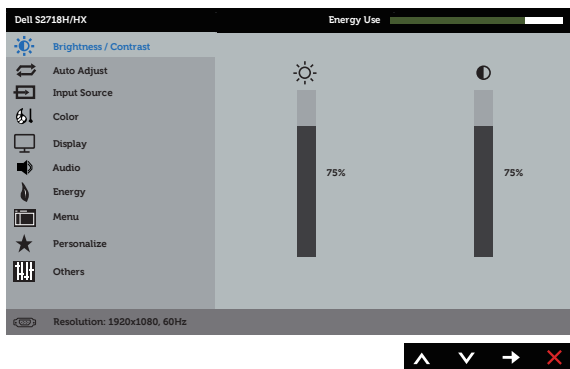 Dell S2718H/HX
Energy Use
Brightness / Contrast
Auto Adjust
Input Source
Color
Display
Audio
Energy
Menu
Personalize
Others
75%
75%
Resolution: 1920x1080, 60Hz